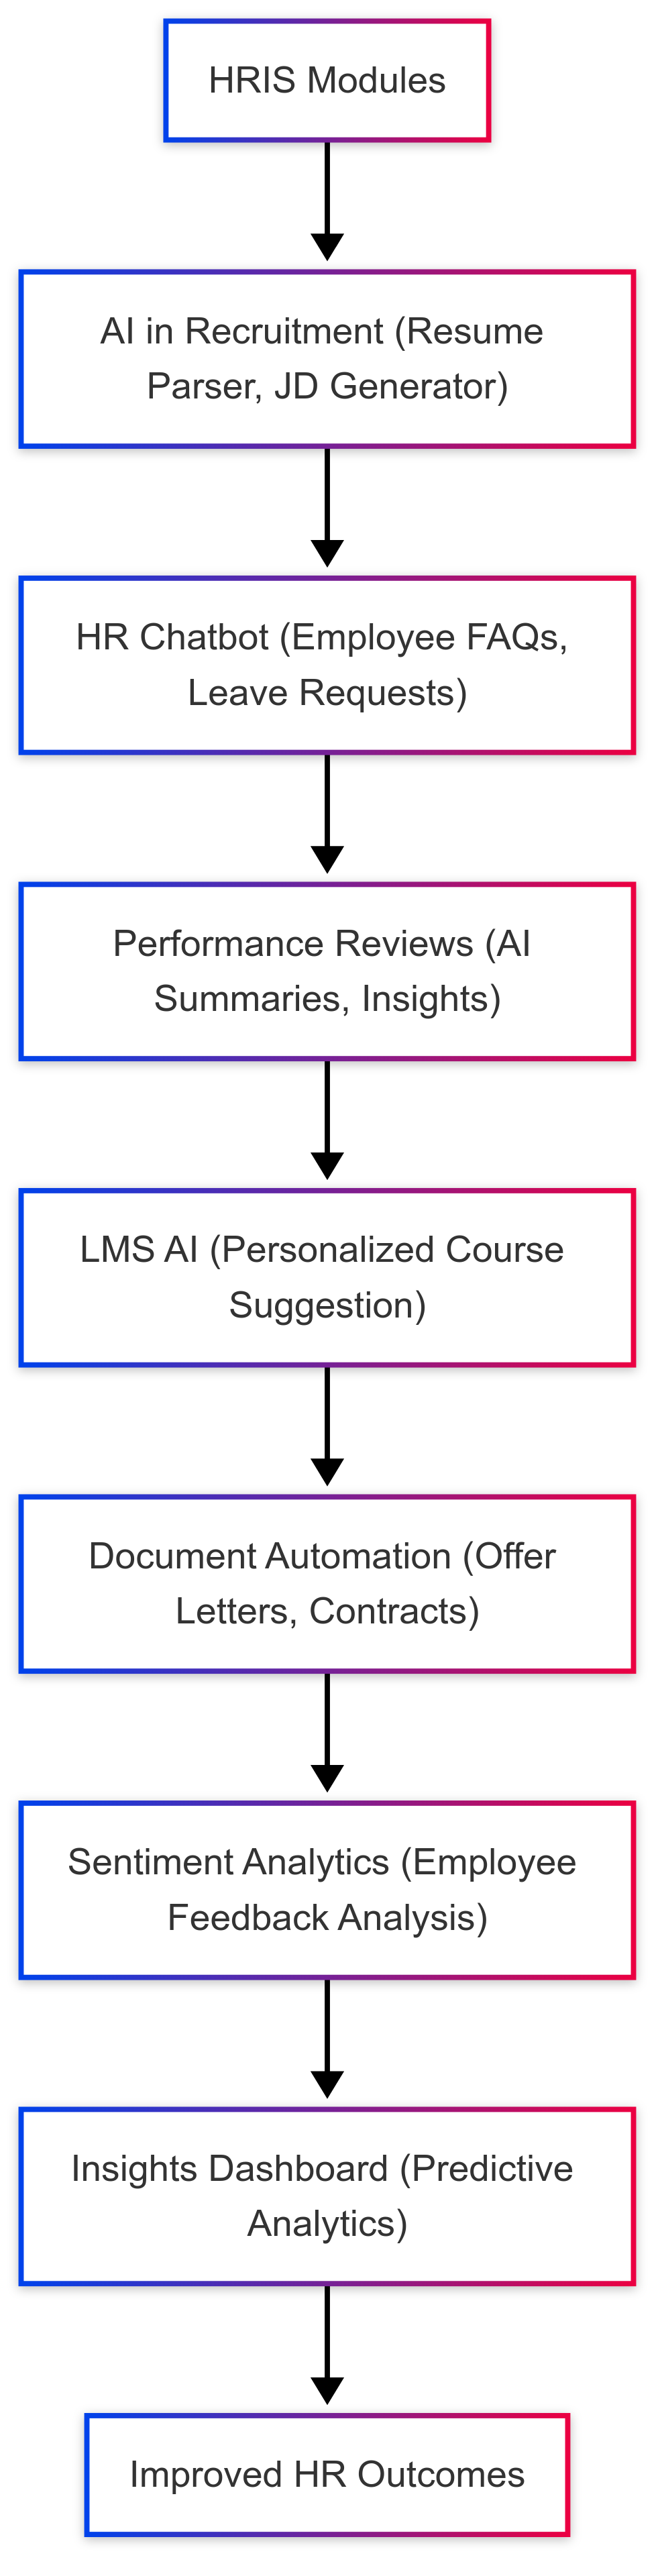 HRIS Modules
AI in Recruitment (Resume
Parser, JD Generator)
HR Chatbot (Employee FAQs,
Leave Requests)
Performance Reviews (AI
Summaries, Insights)
LMS AI (Personalized Course
Suggestion)
Document Automation (Offer
Letters, Contracts)
Sentiment Analytics (Employee
Feedback Analysis)
Insights Dashboard (Predictive
Analytics)
Improved HR Outcomes